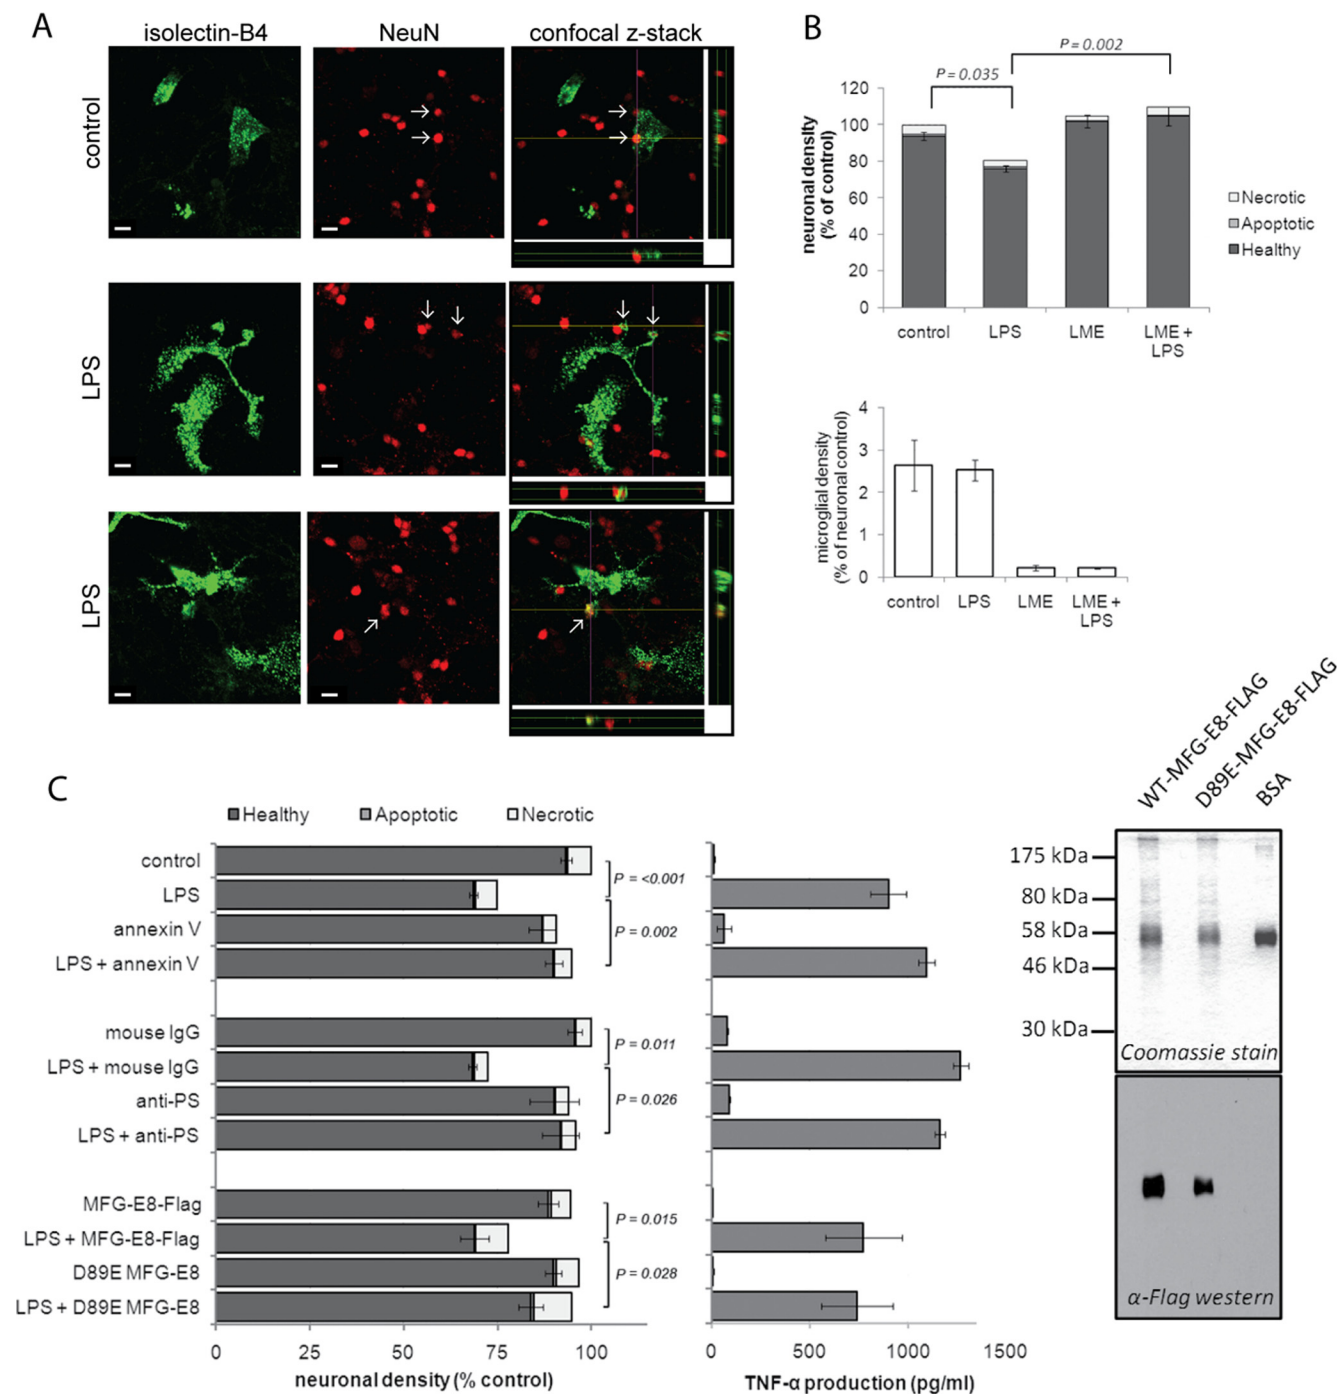 A
isolectin-B4
NeuN
confocal z-stack
control
LPS
LPS
B
P = 0.002
P = 0.035
neuronal density
(% of control)
120
100
80
60
40
20
0
control
LPS
LME
LME +
LPS
Necrotic
Apoptotic
Healthy
microglial density
(% of neuronal control)
4
3
2
1
0
control
LPS
LME
LME +
LPS
C
Healthy
Apoptotic
Necrotic
control
LPS
annexin V
LPS + annexin V
mouse IgG
LPS + mouse IgG
anti-PS
LPS + anti-PS
MFG-E8-Flag
LPS + MFG-E8-Flag
D89E MFG-E8
LPS + D89E MFG-E8
P = <0.001
P = 0.002
P = 0.011
P = 0.026
P = 0.015
P = 0.028
0
25
50
75
100
neuronal density (% control)
0
500
1000
1500
TNF-α production (pg/ml)
WT-MFG-E8-FLAG
D89E-MFG-E8-FLAG
BSA
175 kDa
80 kDa
58 kDa
46 kDa
30 kDa
Coomassie stain
α-Flag western